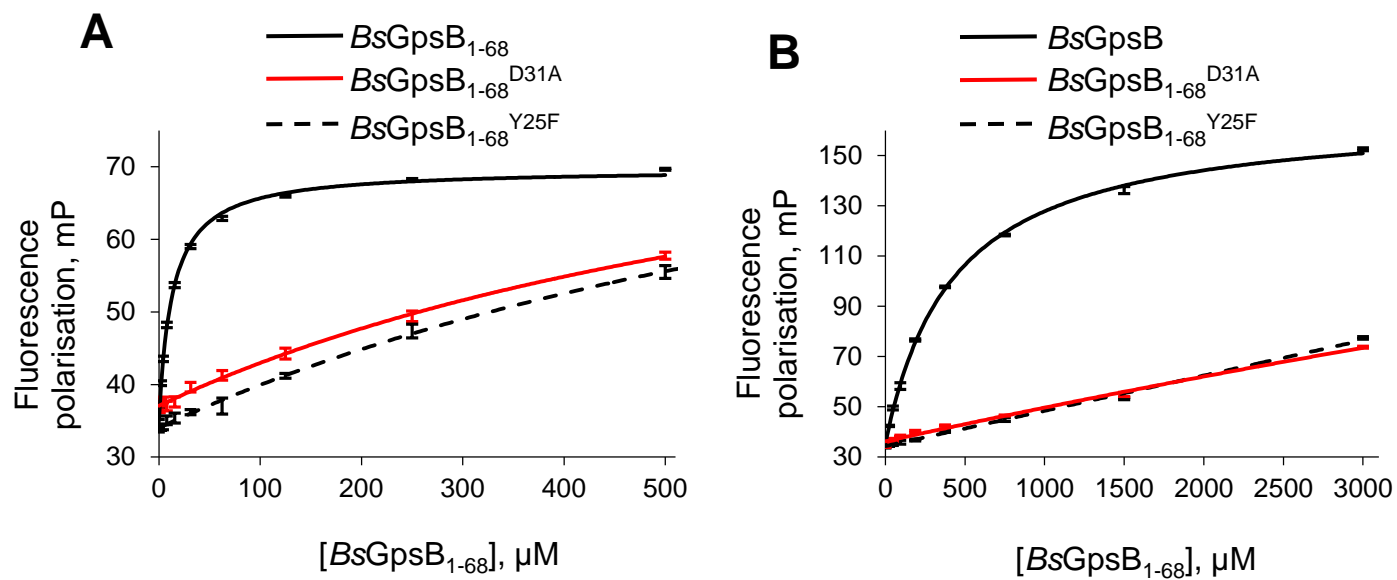 A
BsGpsB1-68
BsGpsB1-68D31A
BsGpsB1-68Y25F
70
60
50
40
30
Fluorescence
polarisation, mP
0 100 200 300 400 500
[BsGpsB1-68], µM
B
BsGpsB
BsGpsB1-68D31A
BsGpsB1-68Y25F
150
130
110
90
70
50
30
Fluorescence
polarisation, mP
0 500 1000 1500 2000 2500 3000
[BsGpsB1-68], µM